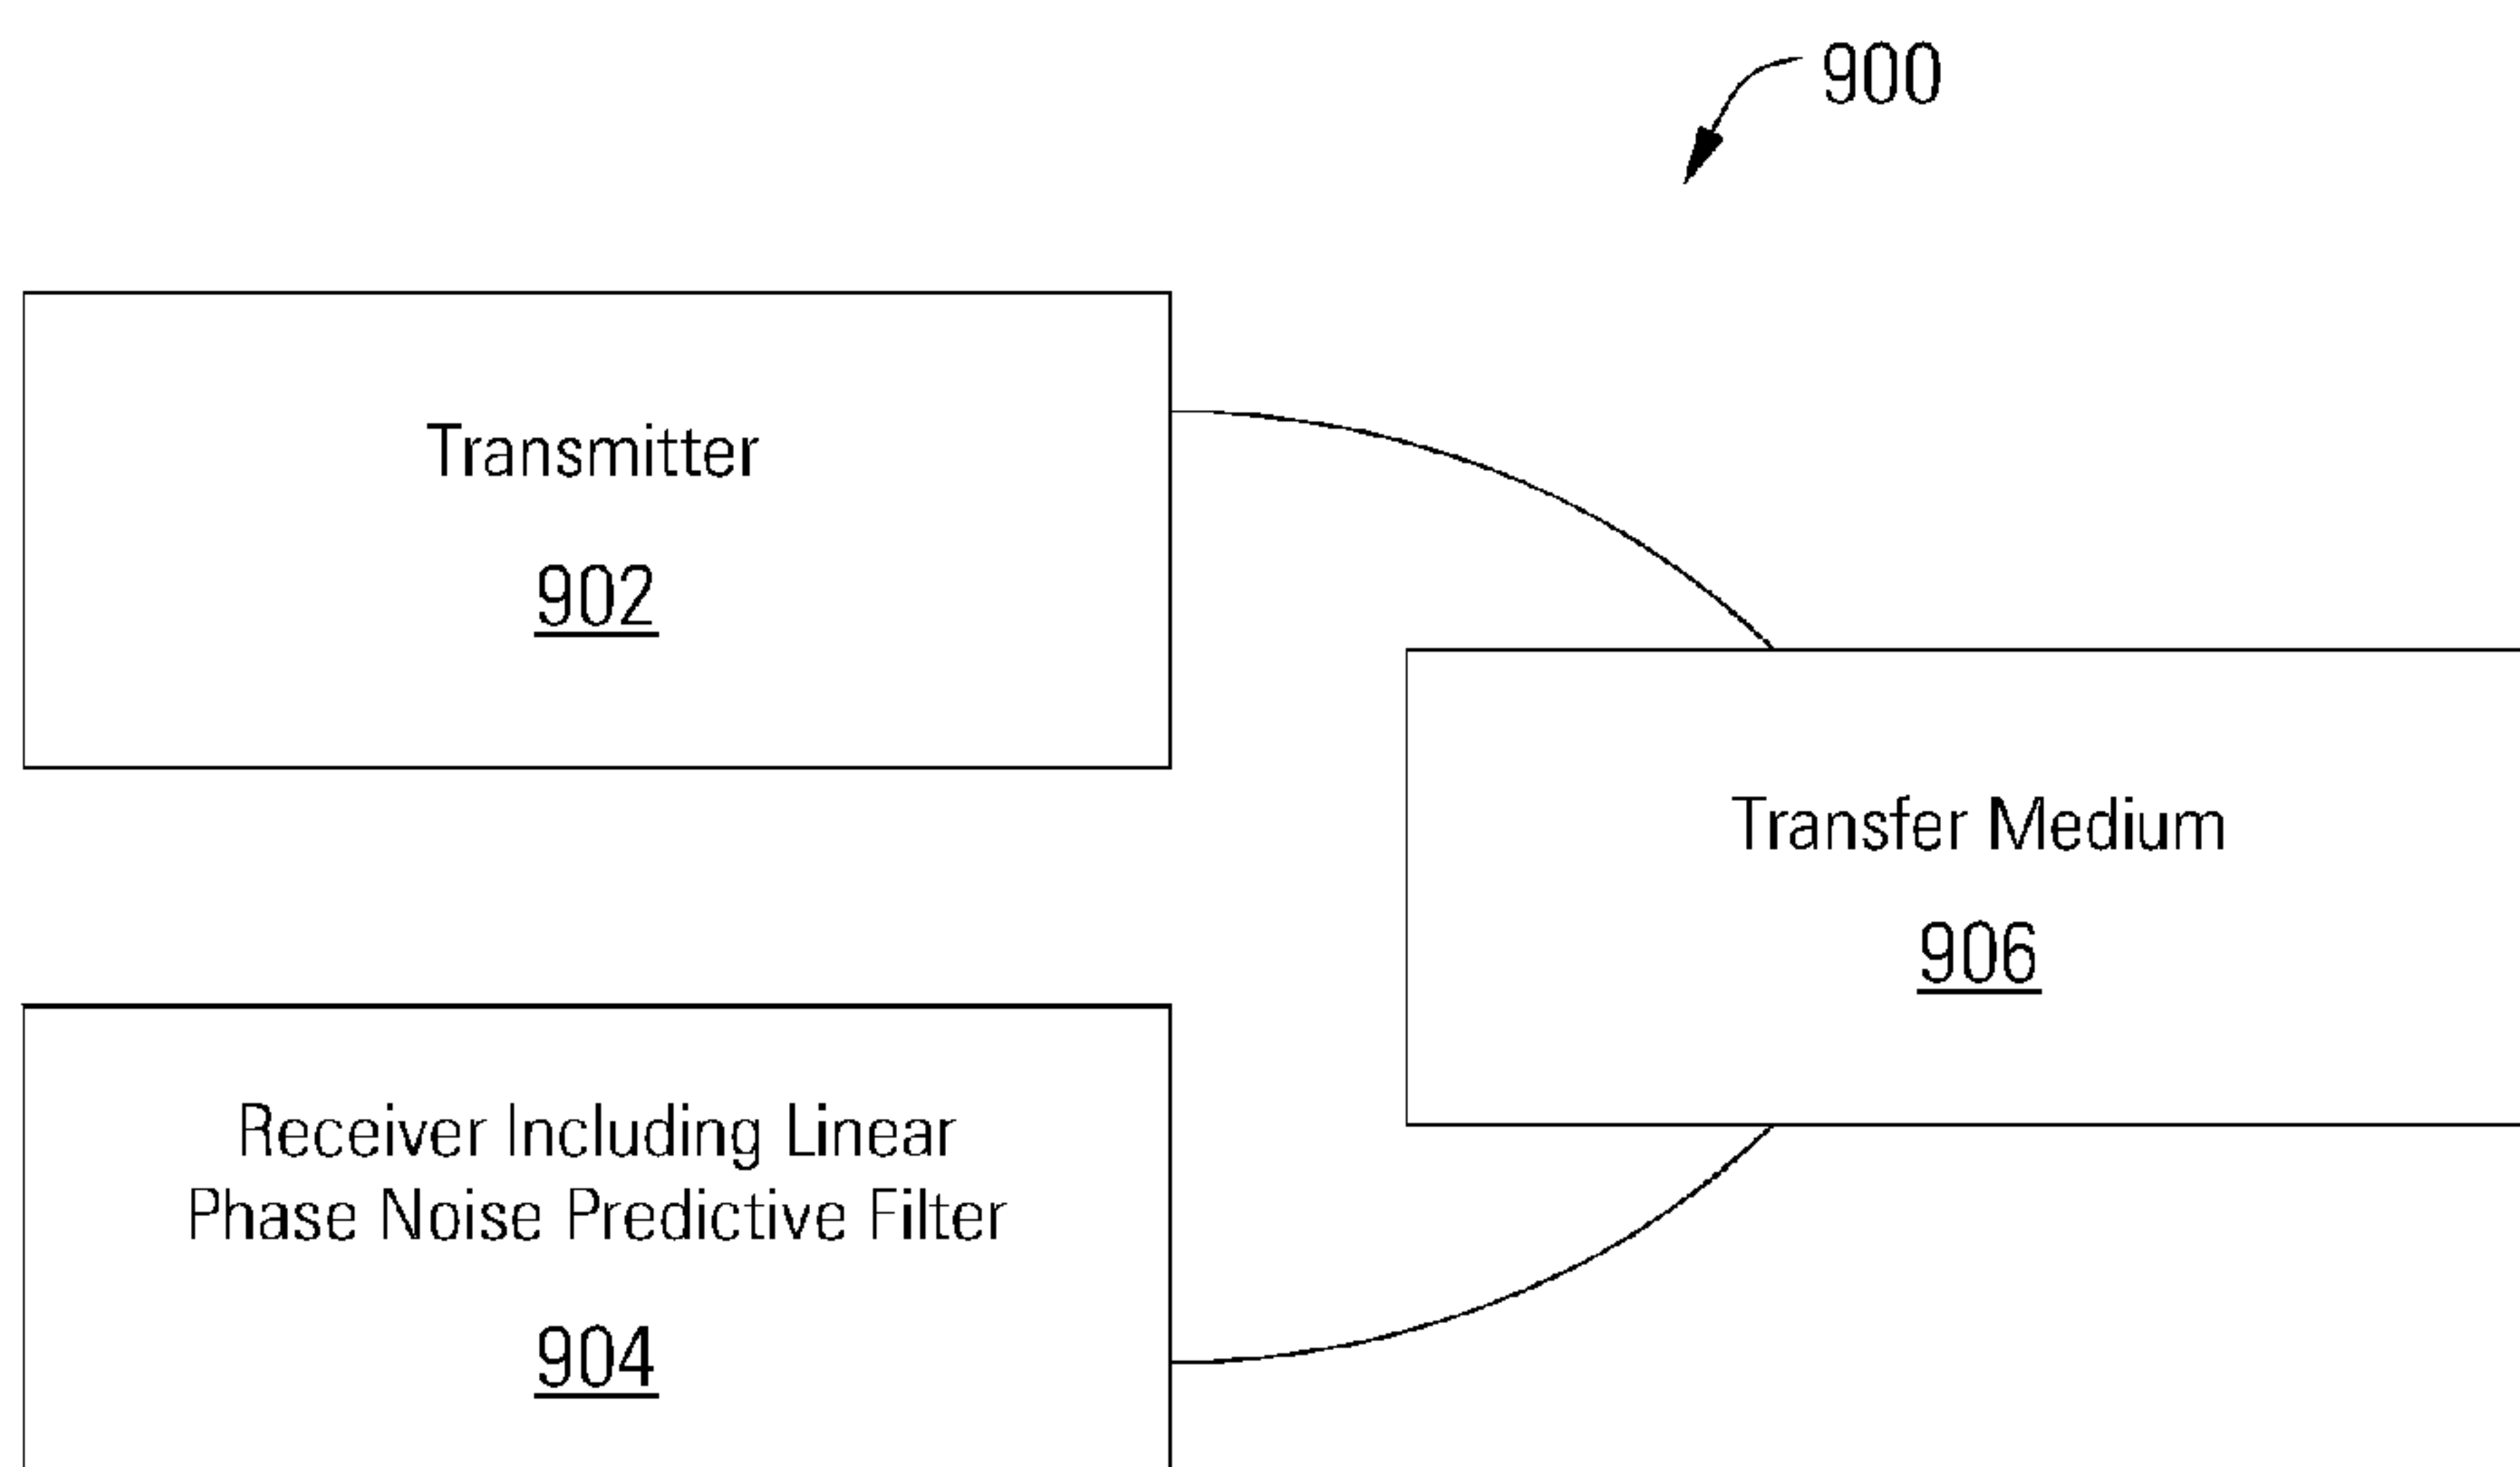 900
Transmitter
902
Transfer Medium
906
Receiver Including Linear
Phase Noise Predictive Filter
904